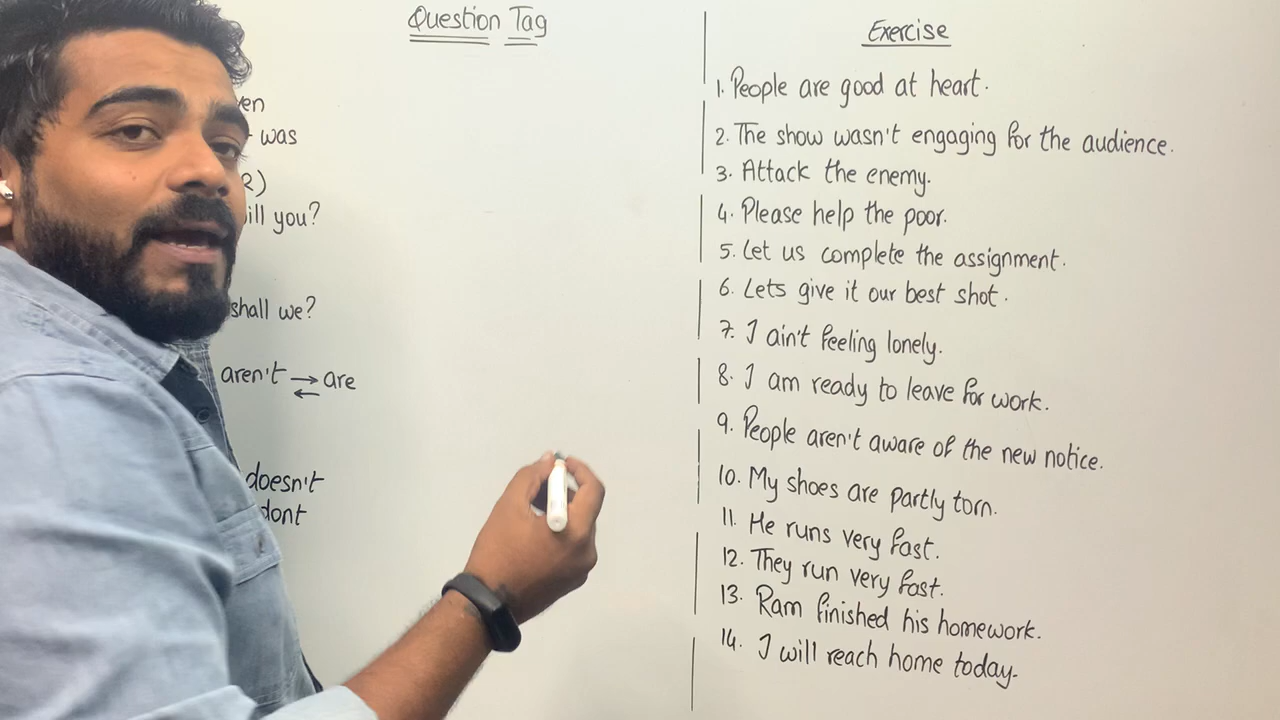 Question Tag
was
you?
shall we?
aren't → are
doesn't
dont
Exercise
1. People are good at heart.
2. The show wasn't engaging for the audience.
3. Attack the enemy.
4. Please help the poor.
5. Let us complete the assignment.
6. Lets give it our best shot.
7. I ain't feeling lonely.
8. I am ready to leave for work.
9. People aren't aware of the new notice.
10. My shoes are partly torn.
11. He runs very fast.
12. They run very fast.
13. Ram finished his homework.
14. I will reach home today.